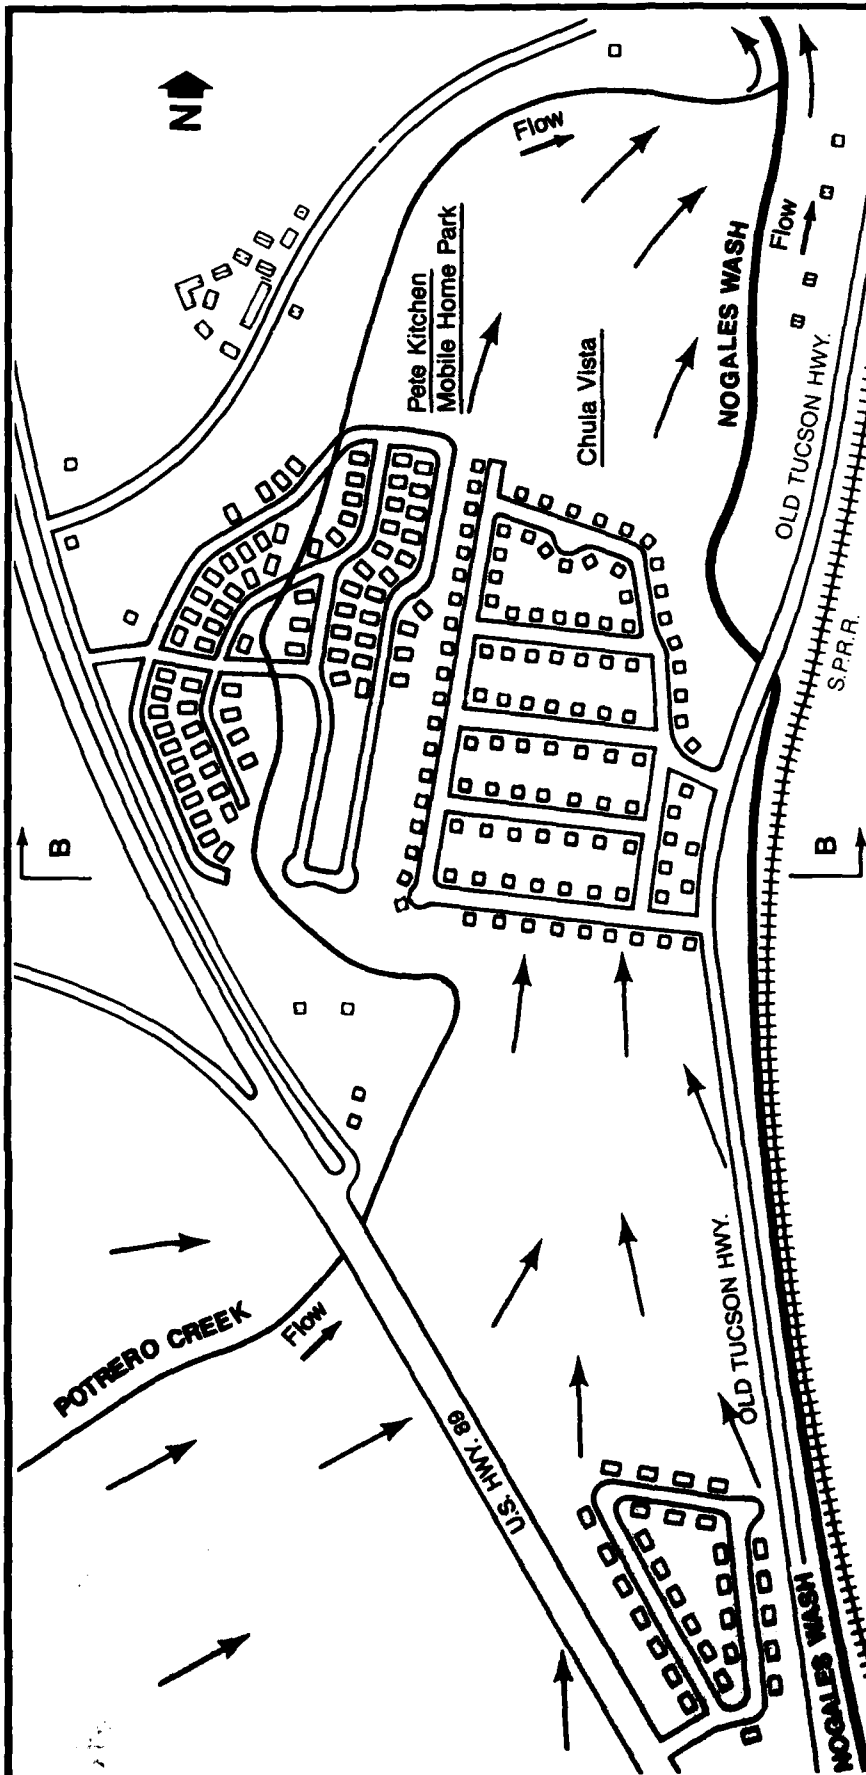 N
Flow
Pete Kitchen
Mobile Home Park
Chula Vista
NOGALES WASH
Flow
OLD TUCSON HWY.
S.P.R.R.
B
B
POTRERO CREEK
Flow
U.S. HWY. 89
OLD TUCSON HWY.
NOGALES WASH